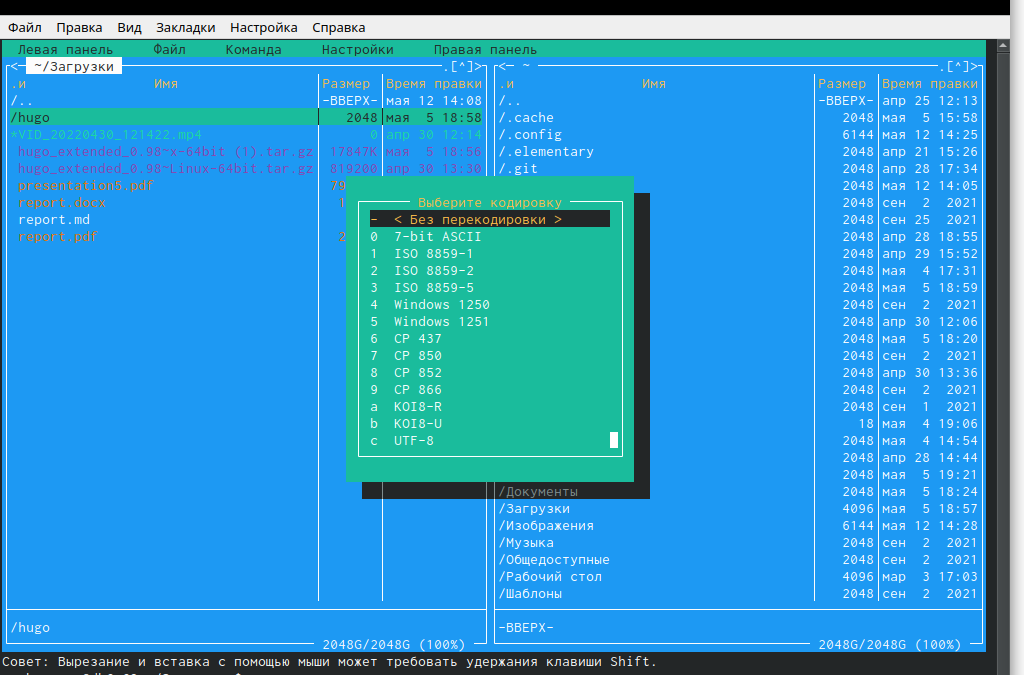 Файл Правка Вид Закладки Настройка Справка
Левая панель Файл Команда Настройки Правая панель
<─ ~/Загрузки .[^]> <─ ~ .[^]>
.и Имя Размер Время правки .и Имя Размер Время правки
/.. -ВВЕРХ- мая 12 14:08 /.. -ВВЕРХ- апр 25 12:13
/hugo 2048 мая 5 18:58 /.cache 2048 мая 5 15:58
*VID_20220430_121422.mp4 0 апр 30 12:14 /.config 6144 мая 12 14:25
hugo_extended_0.98~x-64bit (1).tar.gz 17847K мая 5 18:56 /.elementary 2048 апр 21 15:26
hugo_extended_0.98~Linux-64bit.tar.gz 819200 апр 30 13:30 /.git 2048 апр 28 17:34
presentation5.pdf 79 2048 мая 12 14:05
report.docx 1 Выберите кодировку 2048 сен 2 2021
report.md - < Без перекодировки > 2048 сен 25 2021
report.pdf 2 0 7-bit ASCII 2048 апр 28 18:55
1 ISO 8859-1 2048 апр 29 15:52
2 ISO 8859-2 2048 мая 4 17:31
3 ISO 8859-5 2048 мая 5 18:59
4 Windows 1250 2048 сен 2 2021
5 Windows 1251 2048 апр 30 12:06
6 CP 437 2048 мая 5 18:20
7 CP 850 2048 сен 2 2021
8 CP 852 2048 апр 30 13:36
9 CP 866 2048 сен 2 2021
a KOI8-R 2048 сен 1 2021
b KOI8-U 18 мая 4 19:06
c UTF-8 2048 мая 4 14:54
2048 апр 28 14:44
2048 мая 5 19:21
/Документы 2048 мая 5 18:24
/Загрузки 4096 мая 5 18:57
/Изображения 6144 мая 12 14:28
/Музыка 2048 сен 2 2021
/Общедоступные 2048 сен 2 2021
/Рабочий стол 4096 мар 3 17:03
/Шаблоны 2048 сен 2 2021
/hugo -ВВЕРХ-
2048G/2048G (100%) 2048G/2048G (100%)
Совет: Вырезание и вставка с помощью мыши может требовать удержания клавиши Shift.